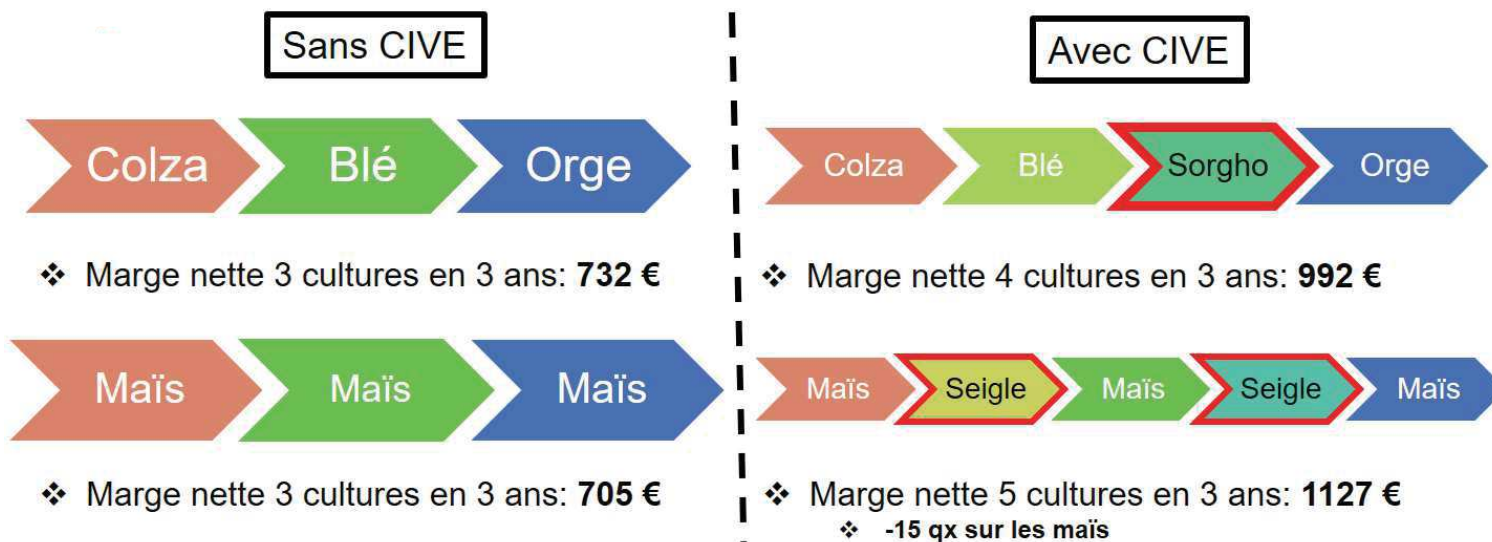 Sans CIVE
Colza Blé Orge
❖ Marge nette 3 cultures en 3 ans: 732 €
Maïs Maïs Maïs
❖ Marge nette 3 cultures en 3 ans: 705 €
Avec CIVE
Colza Blé Sorgho Orge
❖ Marge nette 4 cultures en 3 ans: 992 €
Maïs Seigle Maïs Seigle Maïs
❖ Marge nette 5 cultures en 3 ans: 1127 €
❖ -15 qx sur les maïs